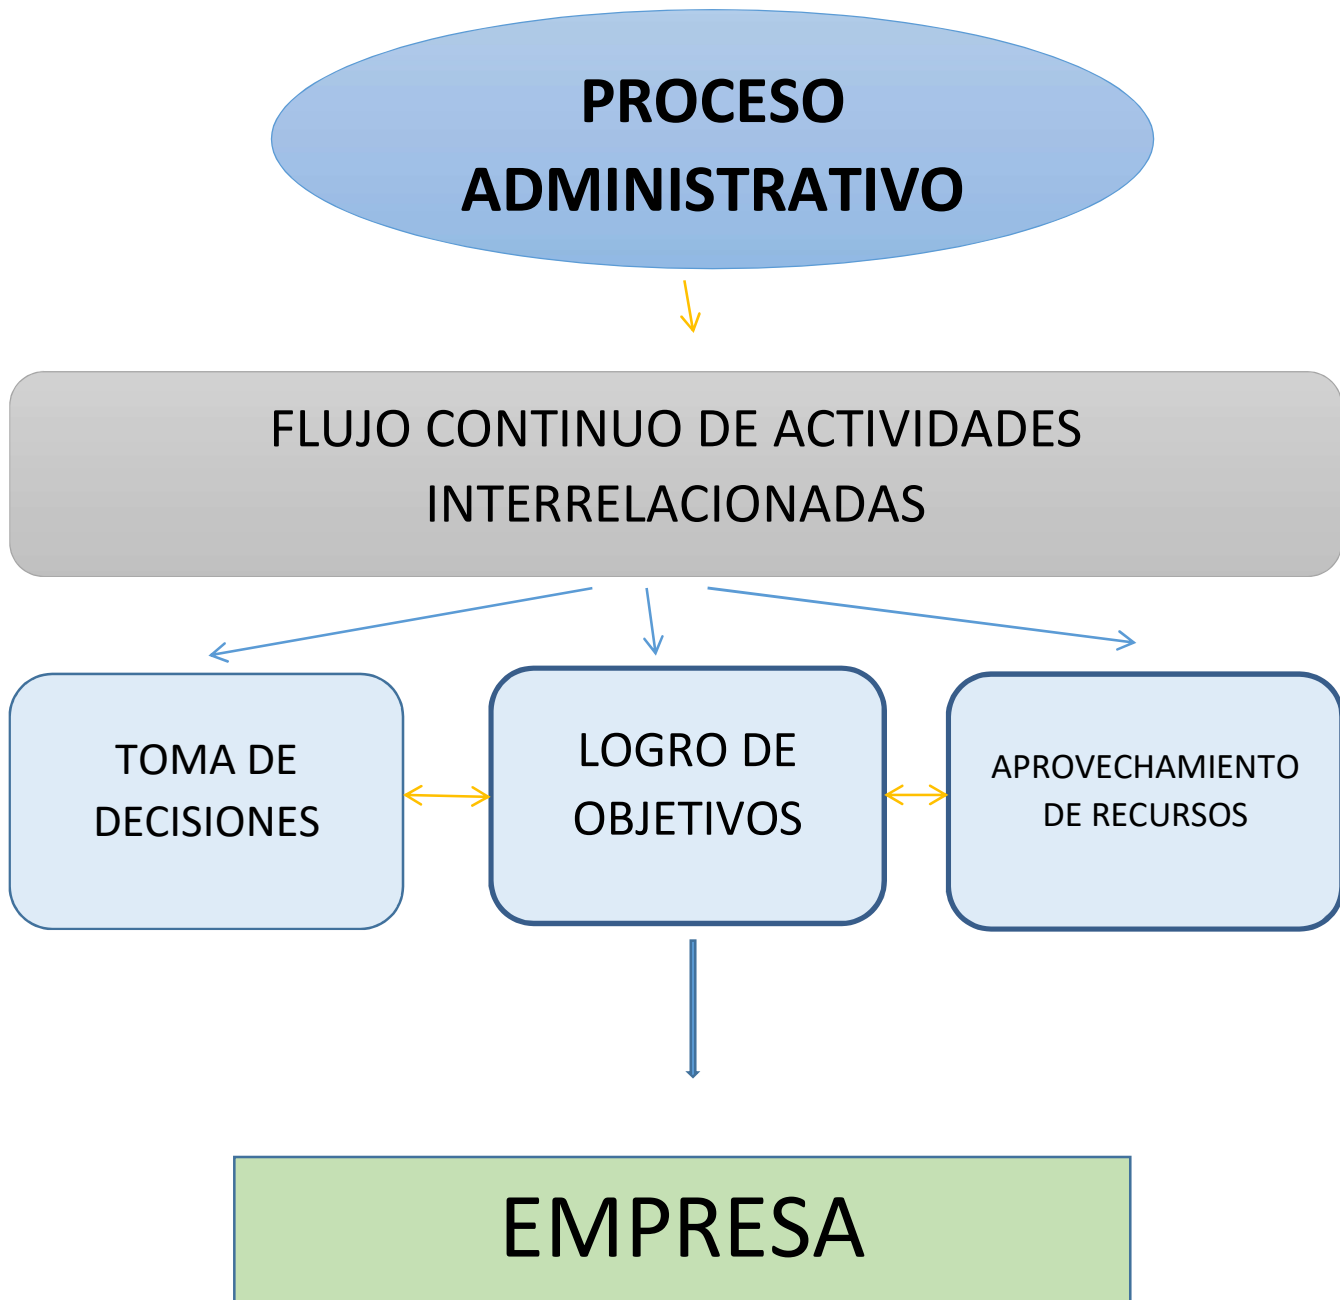 PROCESO
ADMINISTRATIVO
FLUJO CONTINUO DE ACTIVIDADES
INTERRELACIONADAS
TOMA DE
DECISIONES
LOGRO DE
OBJETIVOS
APROVECHAMIENTO
DE RECURSOS
EMPRESA